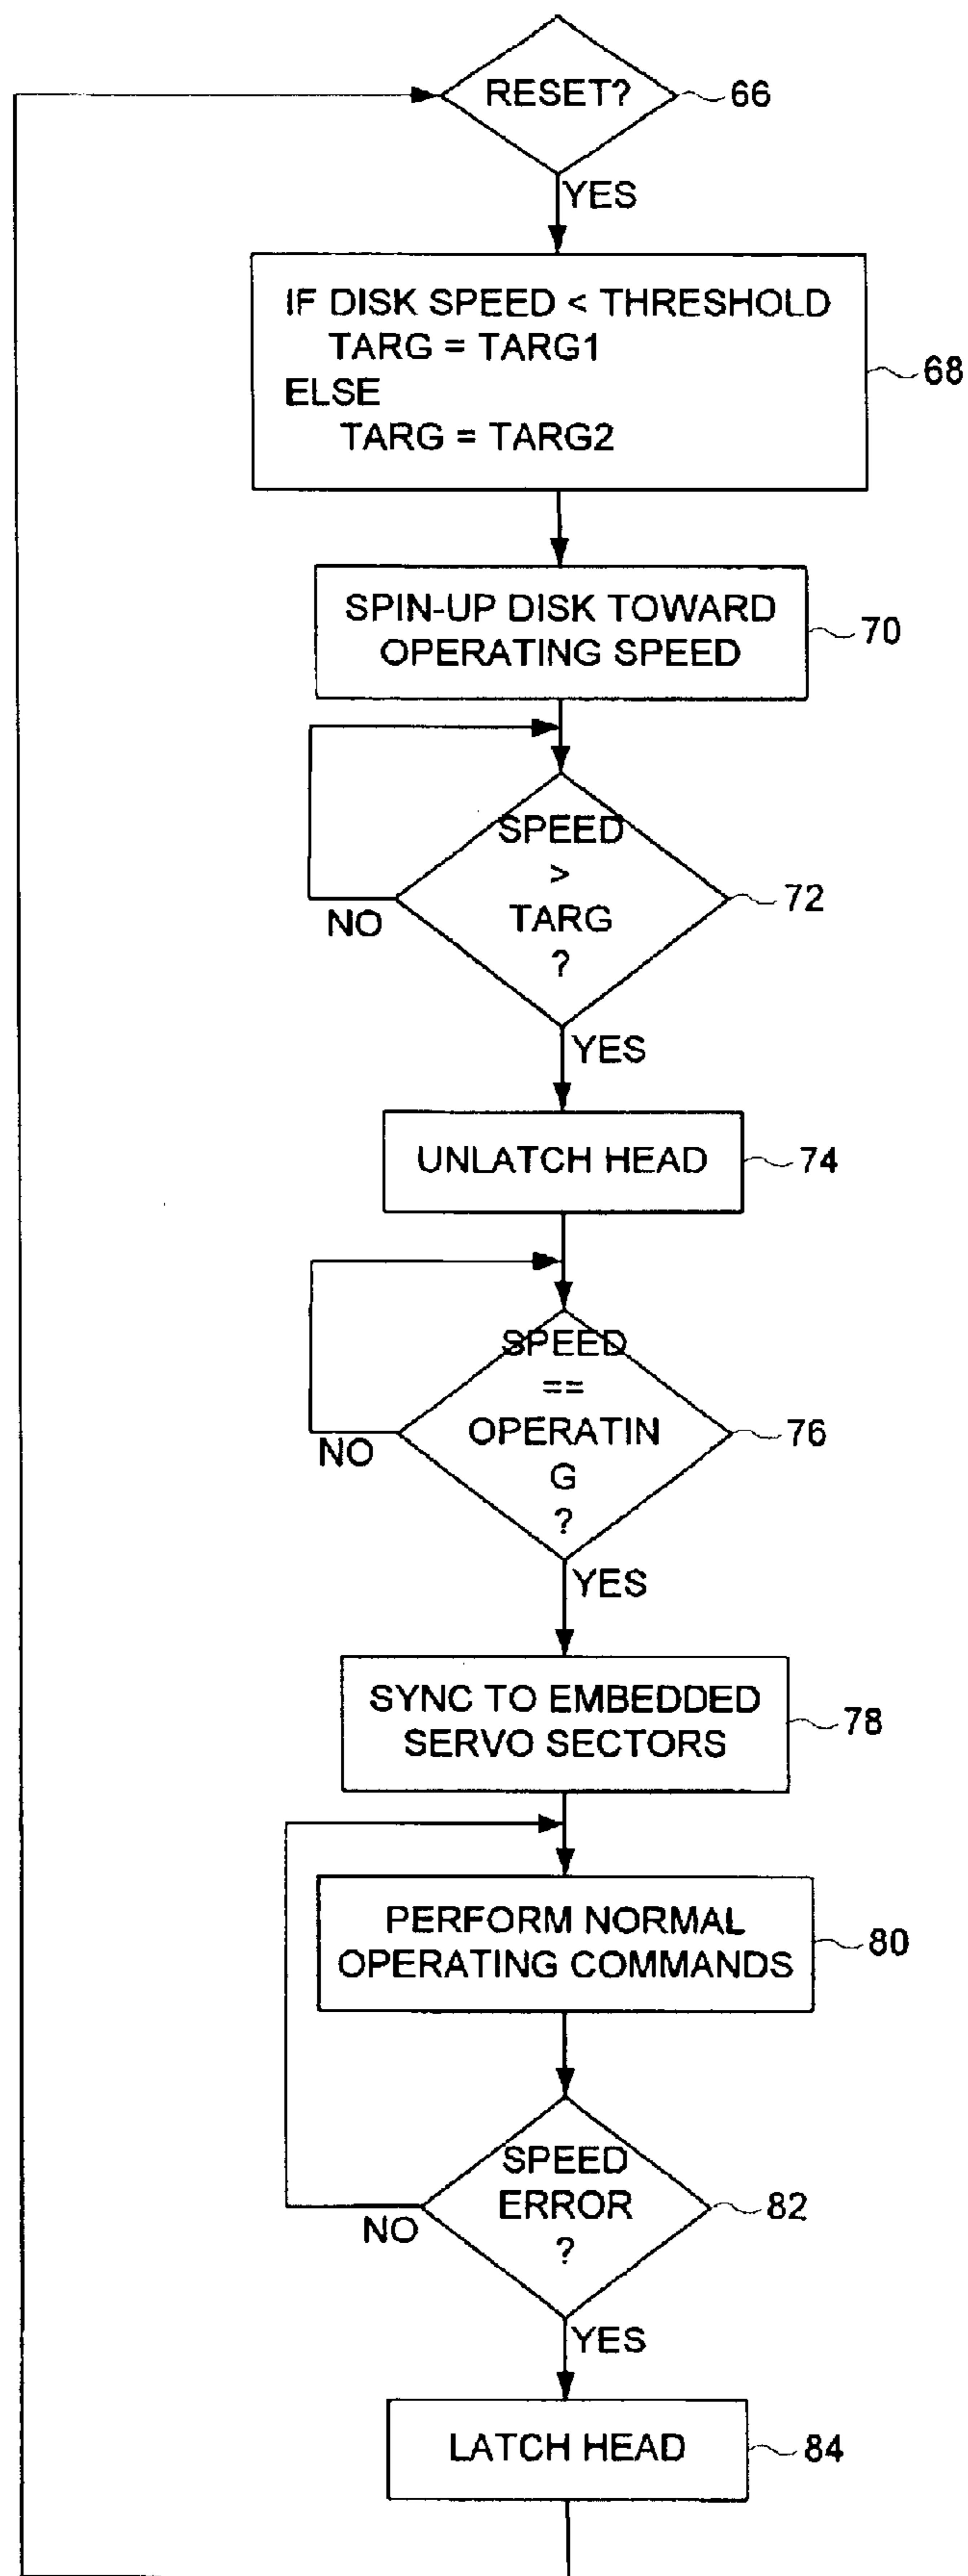 RESET?
66
YES
IF DISK SPEED < THRESHOLD
TARG = TARG1
ELSE
TARG = TARG2
68
SPIN-UP DISK TOWARD
OPERATING SPEED
70
SPEED
>
TARG
?
72
NO
YES
UNLATCH HEAD
74
SPEED
==
OPERATIN
G
?
76
NO
YES
SYNC TO EMBEDDED
SERVO SECTORS
78
PERFORM NORMAL
OPERATING COMMANDS
80
SPEED
ERROR
?
82
NO
YES
LATCH HEAD
84